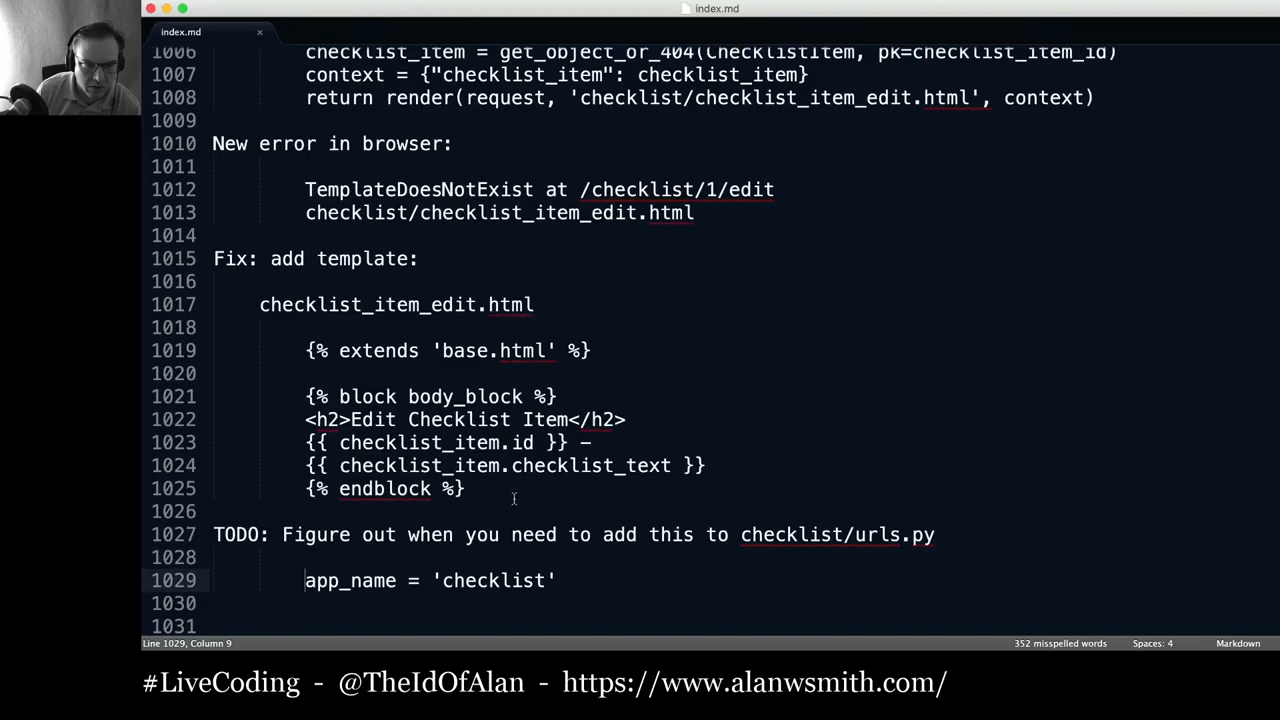 index.md
index.md ×
1006 checklist_item = get_object_or_404(ChecklistItem, pk=checklist_item_id)
1007 context = {"checklist_item": checklist_item}
1008 return render(request, 'checklist/checklist_item_edit.html', context)
1009
1010 New error in browser:
1011
1012 TemplateDoesNotExist at /checklist/1/edit
1013 checklist/checklist_item_edit.html
1014
1015 Fix: add template:
1016
1017 checklist_item_edit.html
1018
1019 {% extends 'base.html' %}
1020
1021 {% block body_block %}
1022 <h2>Edit Checklist Item</h2>
1023 {{ checklist_item.id }} –
1024 {{ checklist_item.checklist_text }}
1025 {% endblock %}
1026
1027 TODO: Figure out when you need to add this to checklist/urls.py
1028
1029 app_name = 'checklist'
1030
1031
Line 1029, Column 9 352 misspelled words Spaces: 4 Markdown
#LiveCoding - @TheIdOfAlan - https://www.alanwsmith.com/